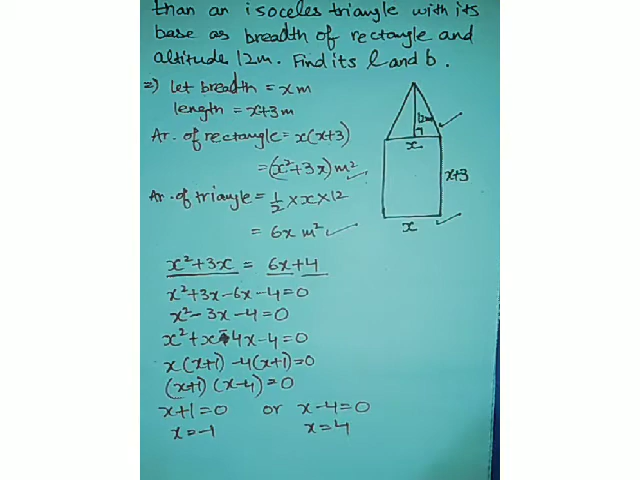 than an isoceles triangle with its
base as breadth of rectangle and
altitude 12m. Find its l and b.
=) let breadth = x m
length = x+3 m
Ar. of rectangle = x(x+3)
= (x²+3x) m²
Ar. of triangle = 1/2 × x × 12
= 6x m²
12m
x
x+3
x
x²+3x = 6x+4
x²+3x-6x-4=0
x²-3x-4=0
x²+x-4x-4=0
x(x+1) -4(x+1)=0
(x+1) (x-4)=0
x+1=0 or x-4=0
x=-1 x=4